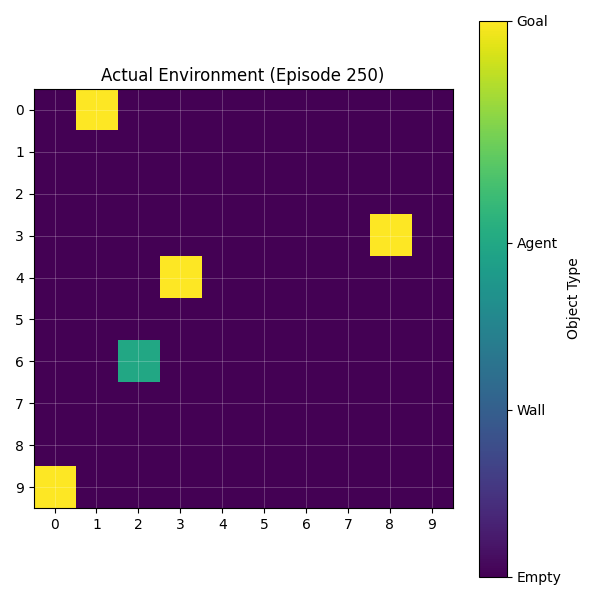 Actual Environment (Episode 250)
0
1
2
3
4
5
6
7
8
9
0 1 2 3 4 5 6 7 8 9
Goal
Agent
Wall
Empty
Object Type